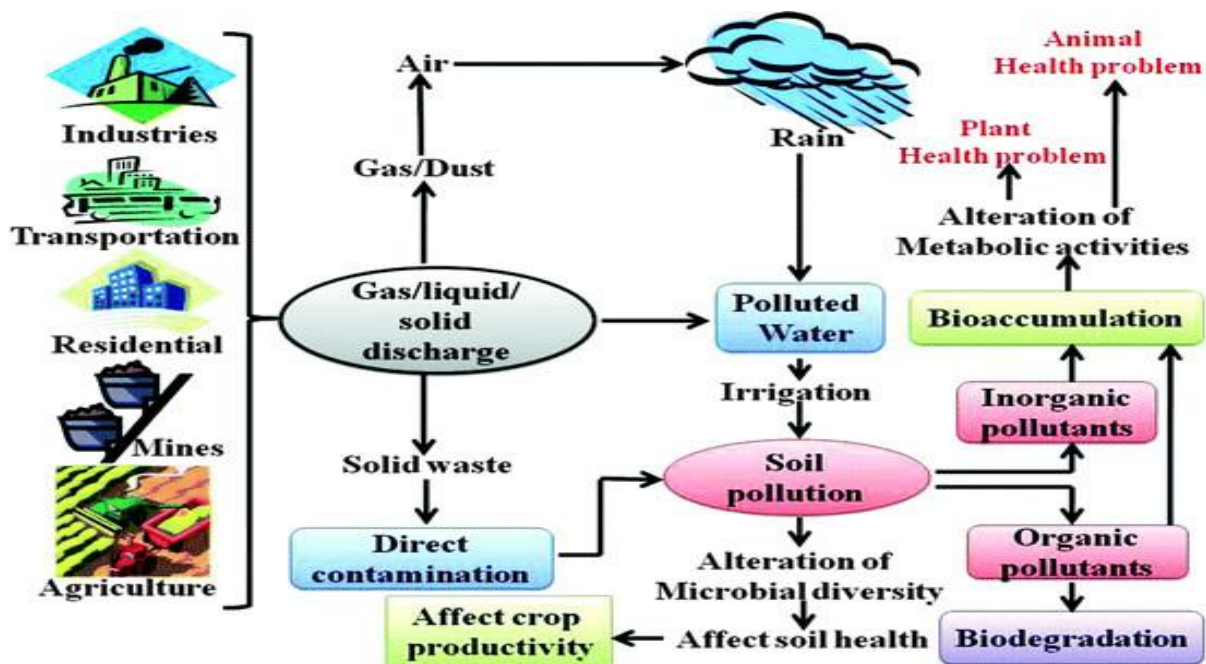 Industries
Transportation
Residential
Mines
Agriculture
Air
Gas/Dust
Gas/liquid/
solid
discharge
Solid waste
Direct
contamination
Affect crop
productivity
Rain
Polluted
Water
Irrigation
Soil
pollution
Alteration of
Microbial diversity
Affect soil health
Animal
Health problem
Plant
Health problem
Alteration of
Metabolic activities
Bioaccumulation
Inorganic
pollutants
Organic
pollutants
Biodegradation